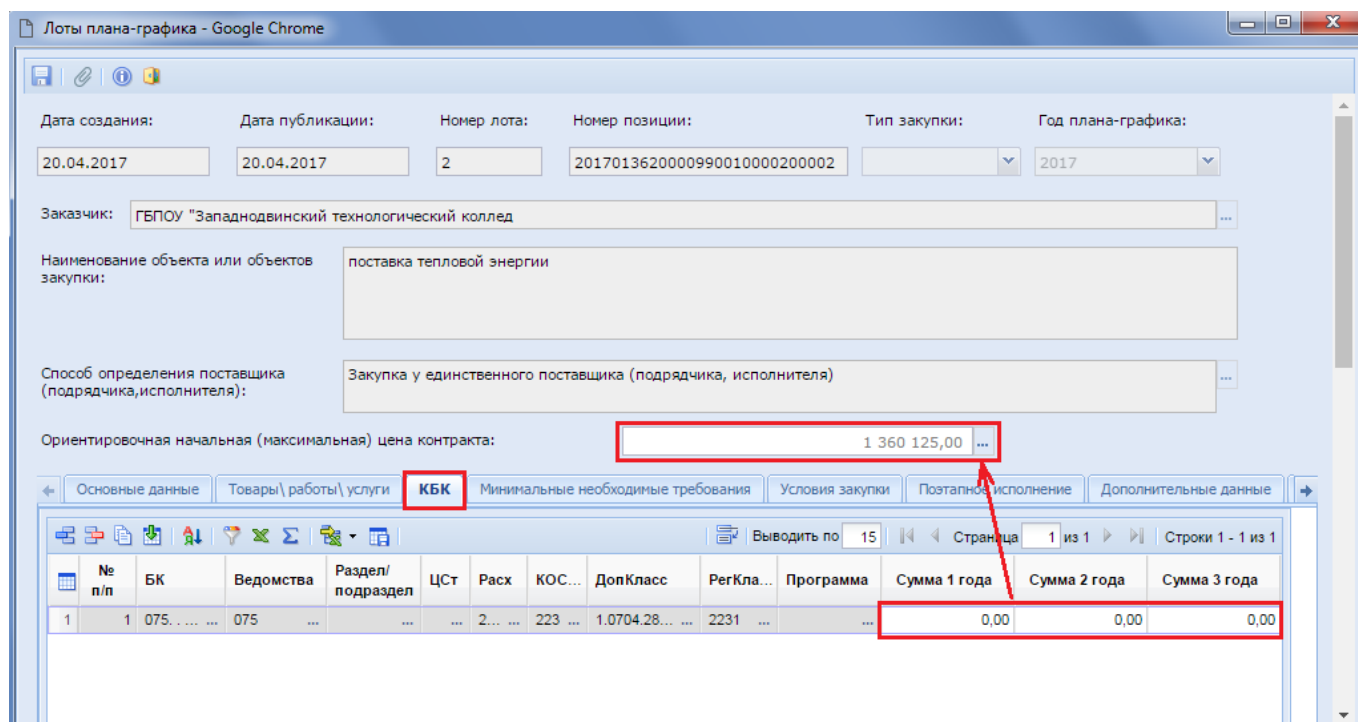 Лоты плана-графика - Google Chrome
Дата создания: Дата публикации: Номер лота: Номер позиции: Тип закупки: Год плана-графика:
20.04.2017 20.04.2017 2 2017013620000990010000200002 2017
Заказчик: ГБПОУ "Западнодвинский технологический коллед ...
Наименование объекта или объектов
закупки:
поставка тепловой энергии
Способ определения поставщика
(подрядчика,исполнителя):
Закупка у единственного поставщика (подрядчика, исполнителя) ...
Ориентировочная начальная (максимальная) цена контракта: 1 360 125,00 ...
Основные данные Товары\ работы\ услуги КБК Минимальные необходимые требования Условия закупки Поэтапное исполнение Дополнительные данные
Выводить по 15 Страница 1 из 1 Строки 1 - 1 из 1
№ п/п БК Ведомства Раздел/ подраздел ЦСт Расх КОС... ДопКласс РегКла... Программа Сумма 1 года Сумма 2 года Сумма 3 года
1 1 075. . ... ... 075 ... ... ... 2... ... 223 ... 1.0704.28... ... 2231 ... ... 0,00 0,00 0,00